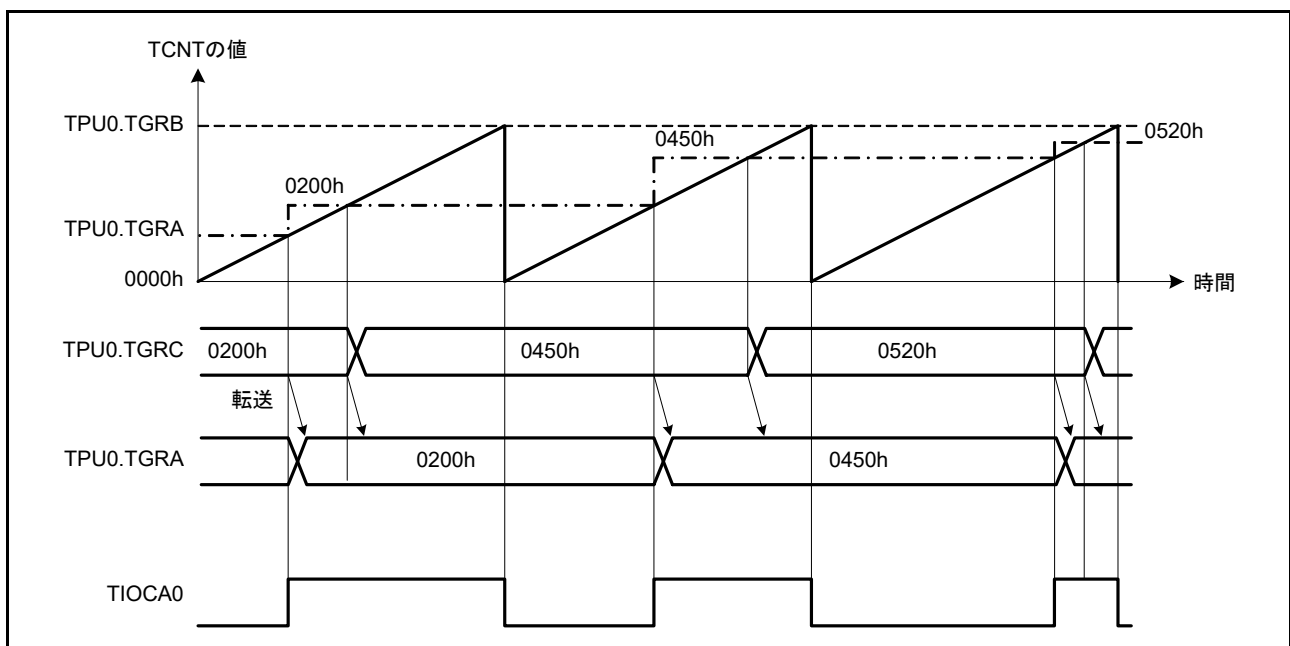 TCNTの値
TPU0.TGRB
0520h
0450h
0200h
TPU0.TGRA
0000h
時間
TPU0.TGRC
0200h
0450h
0520h
転送
TPU0.TGRA
0200h
0450h
TIOCA0